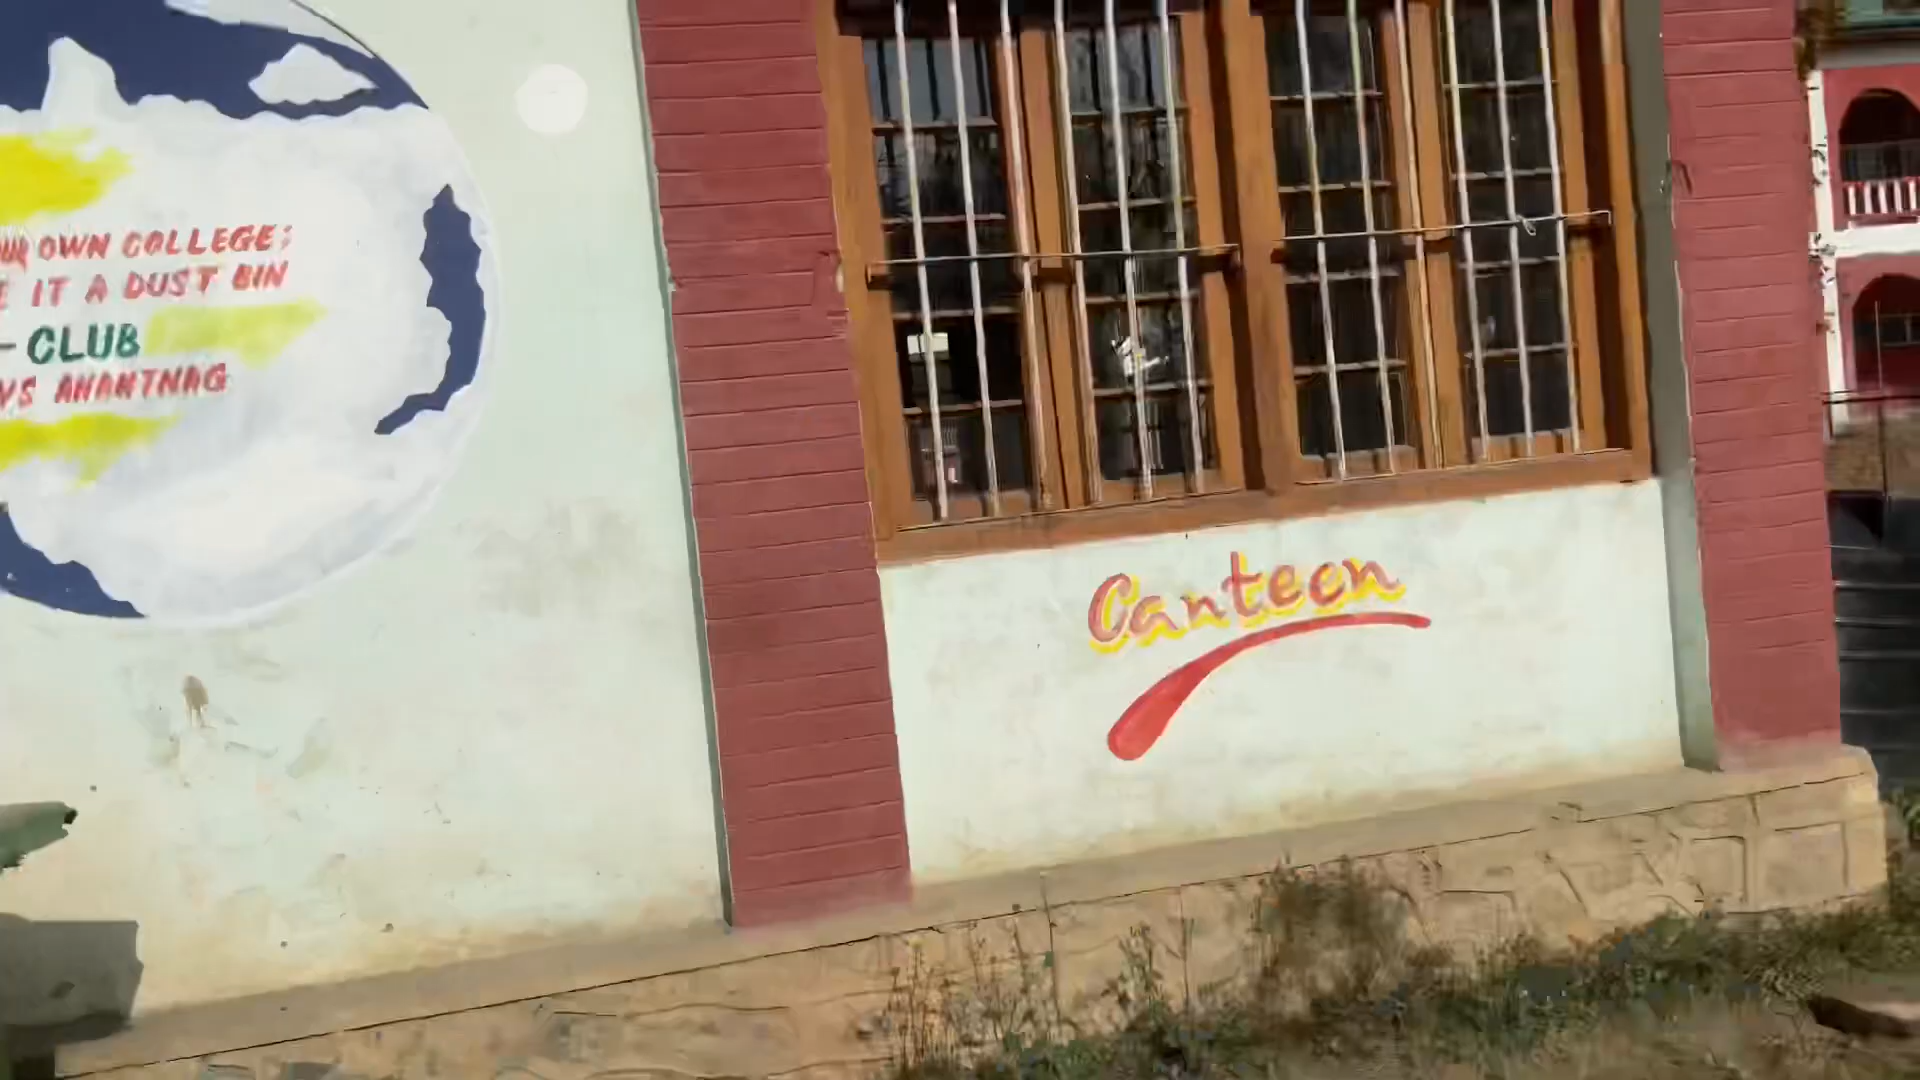 OWN COLLEGE;
IT A DUST BIN
- CLUB
ANANTNAG
Canteen